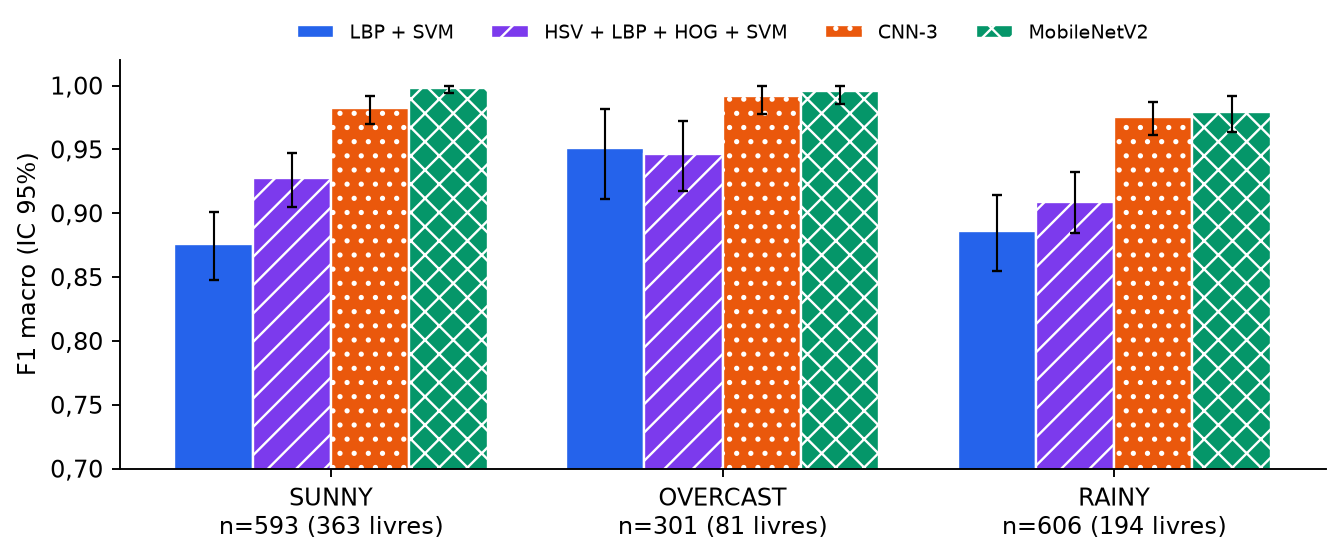 LBP + SVM
HSV + LBP + HOG + SVM
CNN-3
MobileNetV2
F1 macro (IC 95%)
1,00
0,95
0,90
0,85
0,80
0,75
0,70
SUNNY
n=593 (363 livres)
OVERCAST
n=301 (81 livres)
RAINY
n=606 (194 livres)